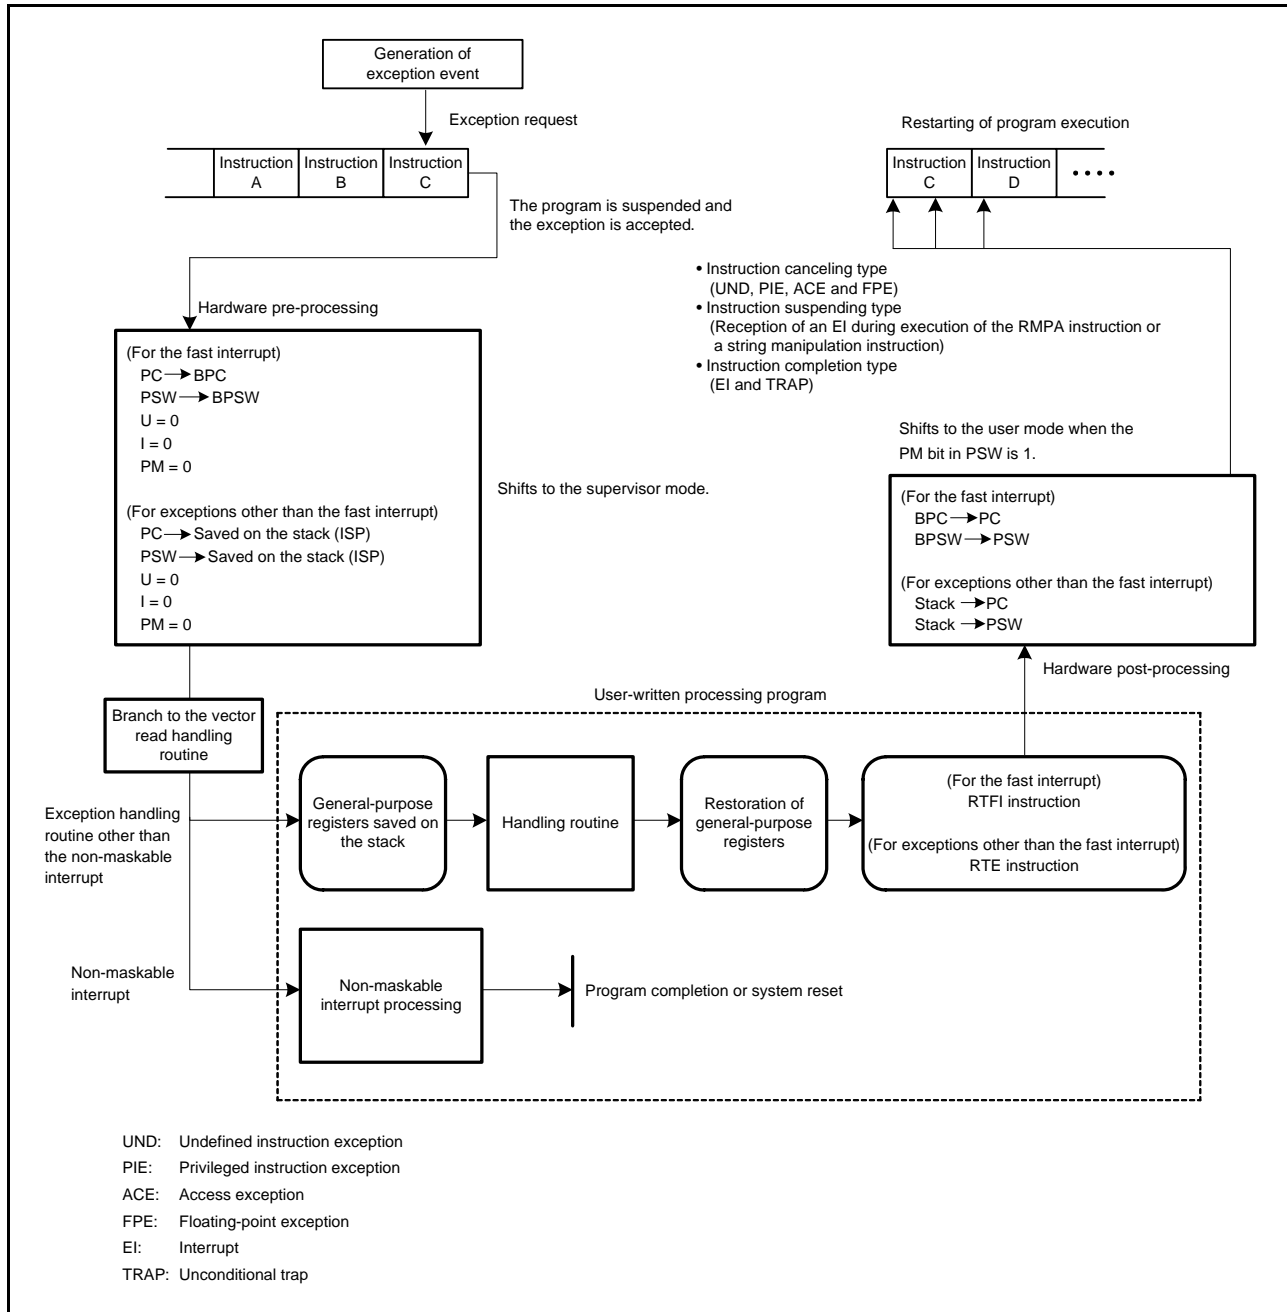 Generation of
exception event
Exception request
Instruction
A
Instruction
B
Instruction
C
The program is suspended and
the exception is accepted.
Restarting of program execution
Instruction
C
Instruction
D
• • • •
• Instruction canceling type
(UND, PIE, ACE and FPE)
• Instruction suspending type
(Reception of an EI during execution of the RMPA instruction or
a string manipulation instruction)
• Instruction completion type
(EI and TRAP)
Hardware pre-processing
(For the fast interrupt)
PC → BPC
PSW → BPSW
U = 0
I = 0
PM = 0
(For exceptions other than the fast interrupt)
PC → Saved on the stack (ISP)
PSW → Saved on the stack (ISP)
U = 0
I = 0
PM = 0
Shifts to the supervisor mode.
Shifts to the user mode when the
PM bit in PSW is 1.
(For the fast interrupt)
BPC → PC
BPSW → PSW
(For exceptions other than the fast interrupt)
Stack → PC
Stack → PSW
Hardware post-processing
Branch to the vector
read handling
routine
User-written processing program
Exception handling
routine other than
the non-maskable
interrupt
General-purpose
registers saved on
the stack
Handling routine
Restoration of
general-purpose
registers
(For the fast interrupt)
RTFI instruction
(For exceptions other than the fast interrupt)
RTE instruction
Non-maskable
interrupt
Non-maskable
interrupt processing
Program completion or system reset
UND: Undefined instruction exception
PIE: Privileged instruction exception
ACE: Access exception
FPE: Floating-point exception
EI: Interrupt
TRAP: Unconditional trap